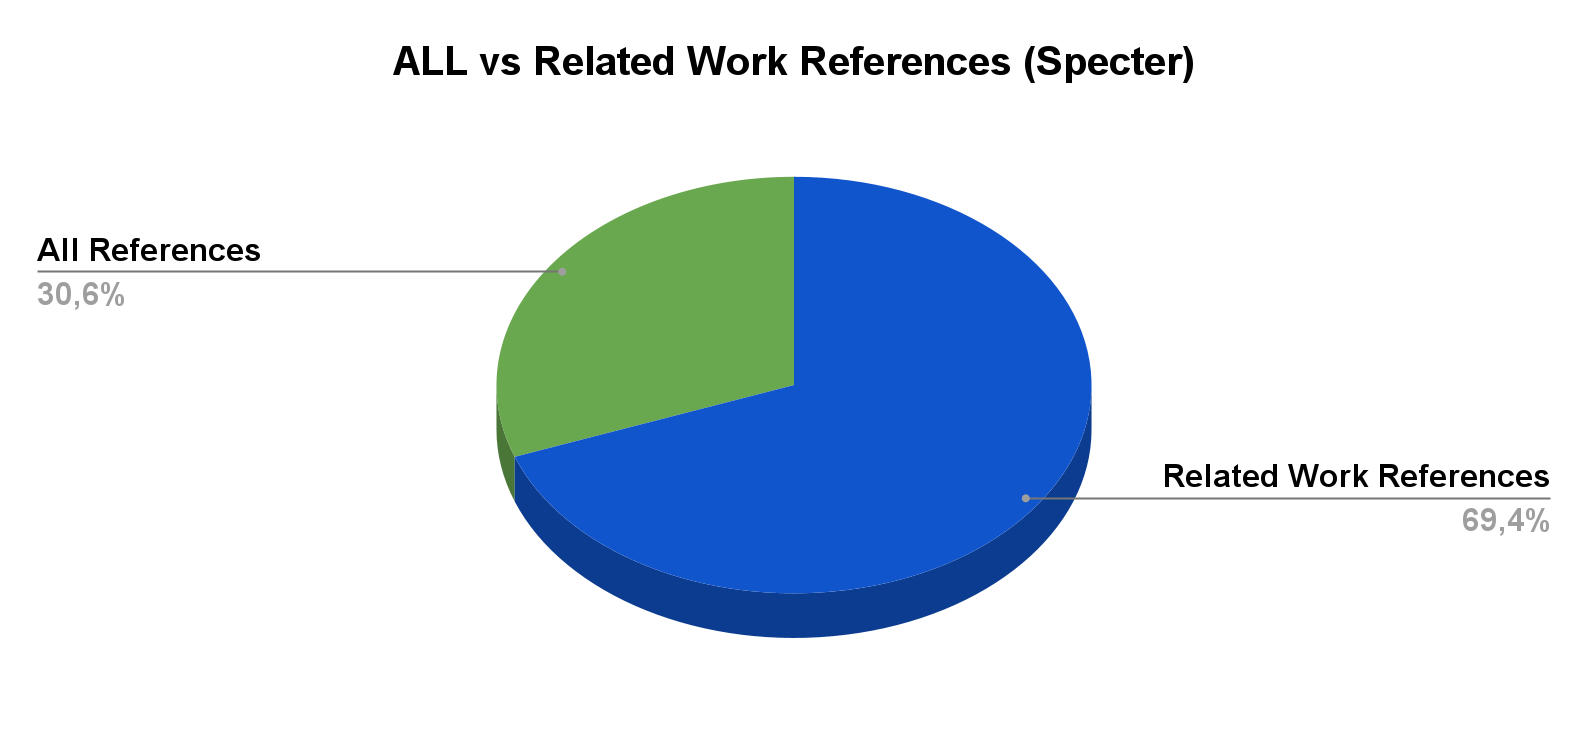 ALL vs Related Work References (Specter)
All References
30,6%
Related Work References
69,4%